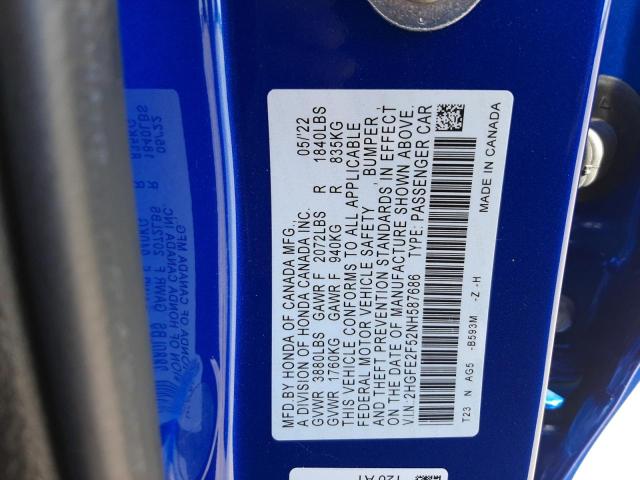 MFD. BY HONDA OF CANADA MFG., 05/'22
A DIVISION OF HONDA CANADA INC.
GVWR 3880LBS GAWR F 2072LBS R 1840LBS
GVWR 1760KG GAWR F 940KG R 835KG
THIS VEHICLE CONFORMS TO ALL APPLICABLE
FEDERAL MOTOR VEHICLE SAFETY BUMPER,
AND THEFT PREVENTION STANDARDS IN EFFECT
ON THE DATE OF MANUFACTURE SHOWN ABOVE.
V.I.N.:2HGFE2F52NH587686 TYPE: PASSENGER CAR
T23 N AG5 -B593M -Z -H
MADE IN CANADA